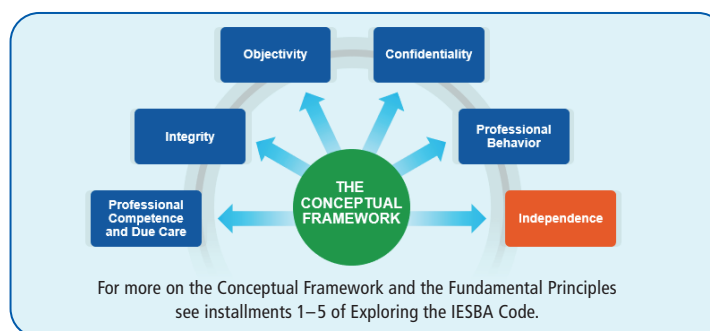 Objectivity
Confidentiality
Integrity
Professional
Behavior
THE
CONCEPTUAL
FRAMEWORK
Professional
Competence
and Due Care
Independence
For more on the Conceptual Framework and the Fundamental Principles
see installments 1–5 of Exploring the IESBA Code.